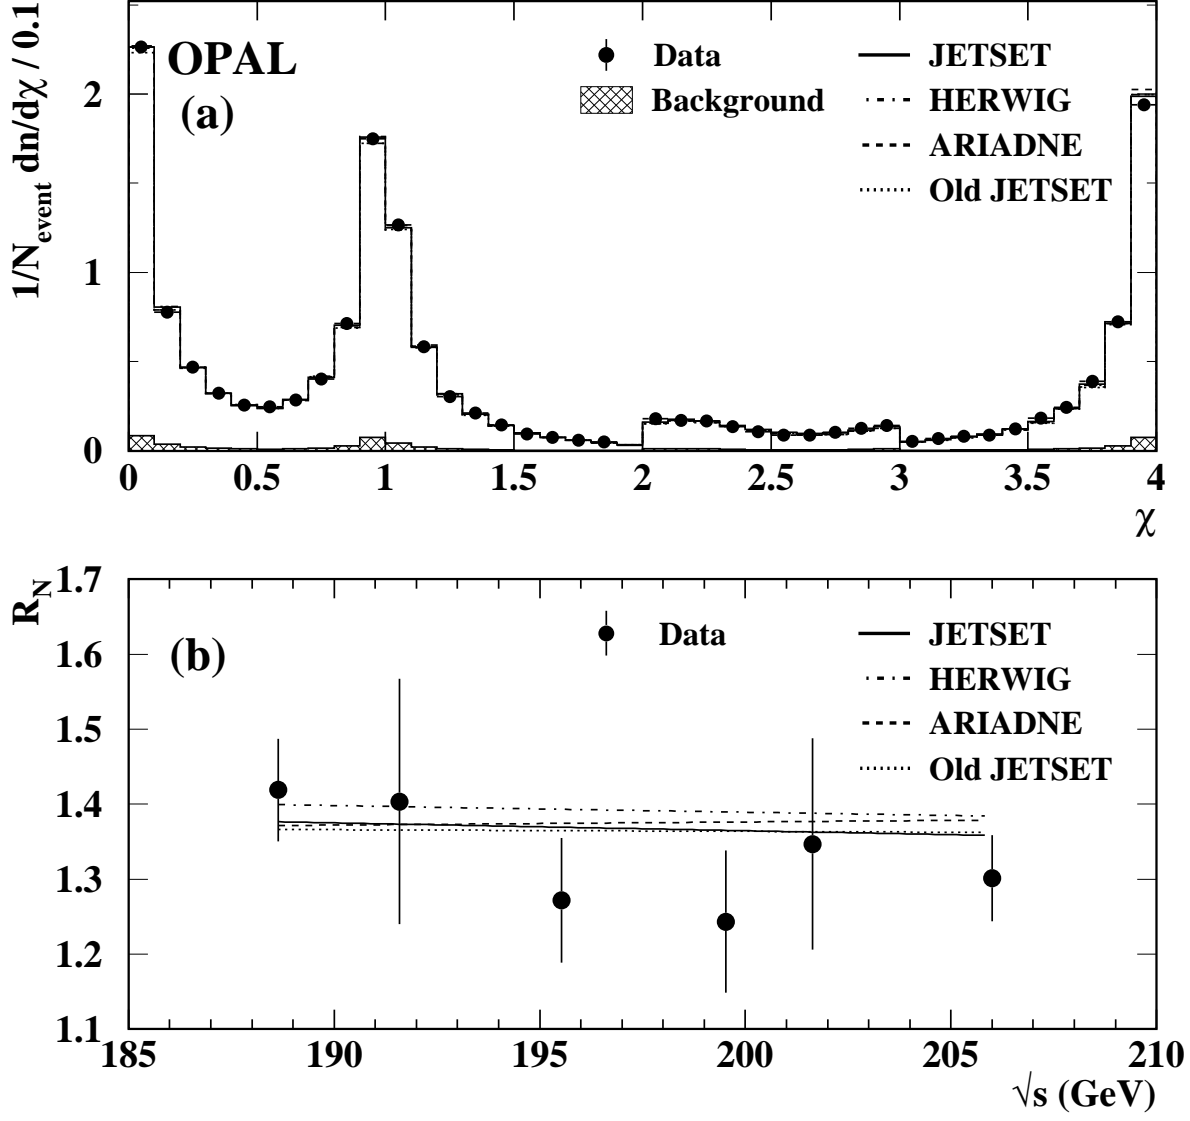 1/N_event dn/dχ / 0.1
OPAL
(a)
Data
Background
JETSET
HERWIG
ARIADNE
Old JETSET
2
1
0
0 0.5 1 1.5 2 2.5 3 3.5 4
χ
R_N
(b)
Data
JETSET
HERWIG
ARIADNE
Old JETSET
1.7
1.6
1.5
1.4
1.3
1.2
1.1
185 190 195 200 205 210
√s (GeV)